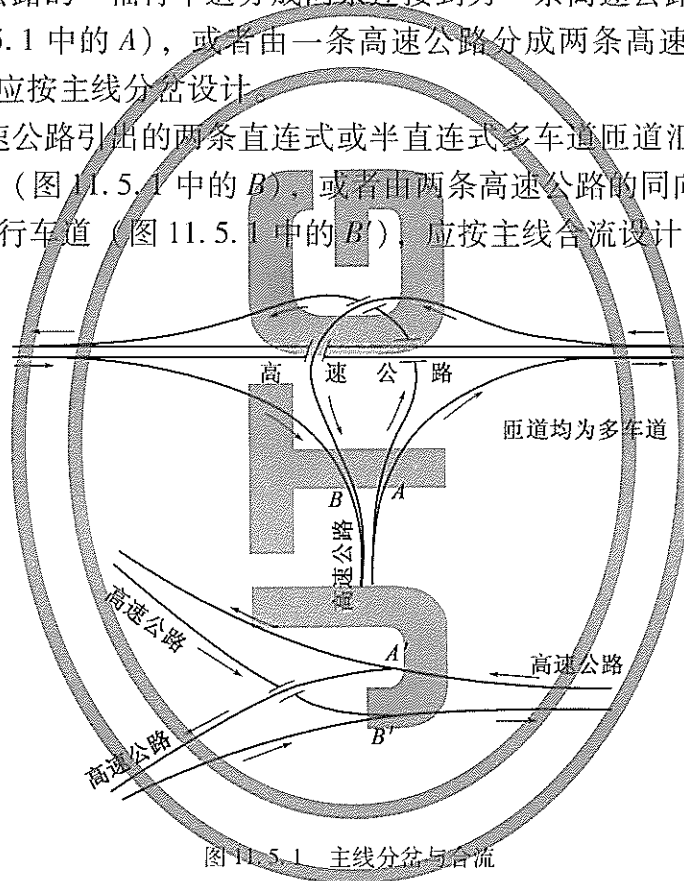 公路的一幅行车道分成两条连接到另一条高速公路
5.1 中的 A），或者由一条高速公路分成两条高速
应按主线分岔设计。
速公路引出的两条直连式或半直连式多车道匝道汇
（图 11.5.1 中的 B），或者由两条高速公路的同向
行车道（图 11.5.1 中的 B′），应按主线合流设计
高速公路
匝道均为多车道
B A
高速公路
高速公路
A′
高速公路
B′
高速公路
图 11.5.1 主线分岔与合流
JTG